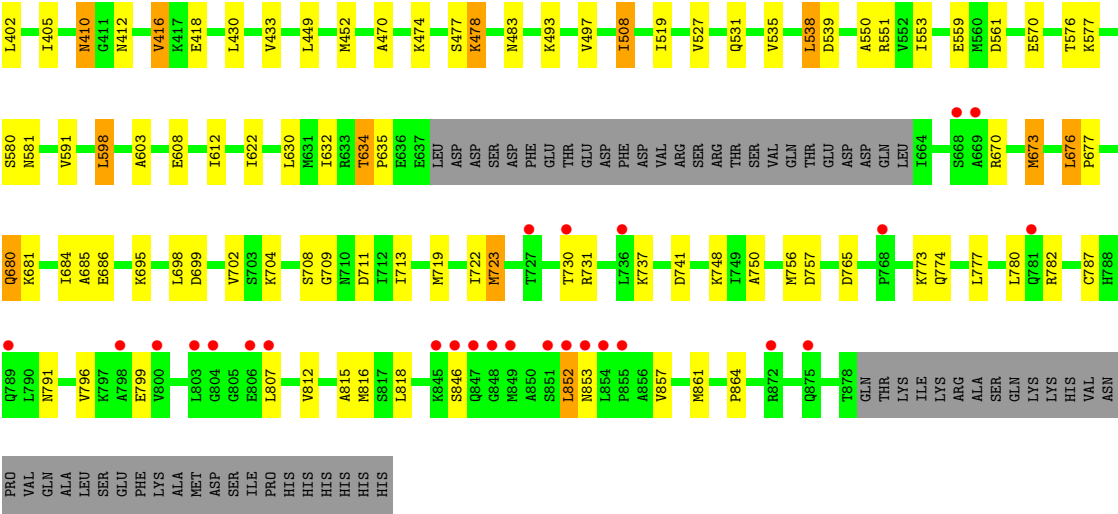 L402 I405 N410 G411 N412 V416 K417 E418 L430 V433 L449 M452 A470 K474 S477 K478 N483 K493 V497 I508 I519 V527 Q531 V535 L538 D539 A550 R551 V552 I553 E559 M560 D561 E570 T576 K577
S580 N581 V591 L598 A603 E608 I612 I622 L630 M631 I632 R633 T634 P635 E636 E637 LEU ASP ASP SER ASP PHE GLU THR GLU ASP PHE ASP VAL ARG SER ARG THR SER VAL GLN THR GLU ASP ASP GLN LEU I664 S668 A669 R670 M673 L676 P677
Q680 K681 I684 A685 E686 K695 L698 D699 V702 S703 K704 S708 G709 N710 D711 I712 I713 M719 I722 M723 T727 T730 R731 L736 K737 D741 K748 I749 A750 M756 D757 D765 P768 K773 Q774 L777 L780 Q781 R782 C787 H788
Q789 L790 N791 V796 K797 A798 E799 V800 L803 G804 G805 E806 L807 V812 A815 M816 S817 L818 K845 S846 Q847 G848 M849 A850 S851 L852 N853 L854 P855 A856 V857 M861 P864 R872 Q875 T878 GLN THR LYS ILE LYS ARG ALA SER GLN LYS LYS HIS VAL ASN
PRO VAL GLN ALA LEU SER GLU PHE LYS ALA MET ASP SER ILE PRO HIS HIS HIS HIS HIS HIS